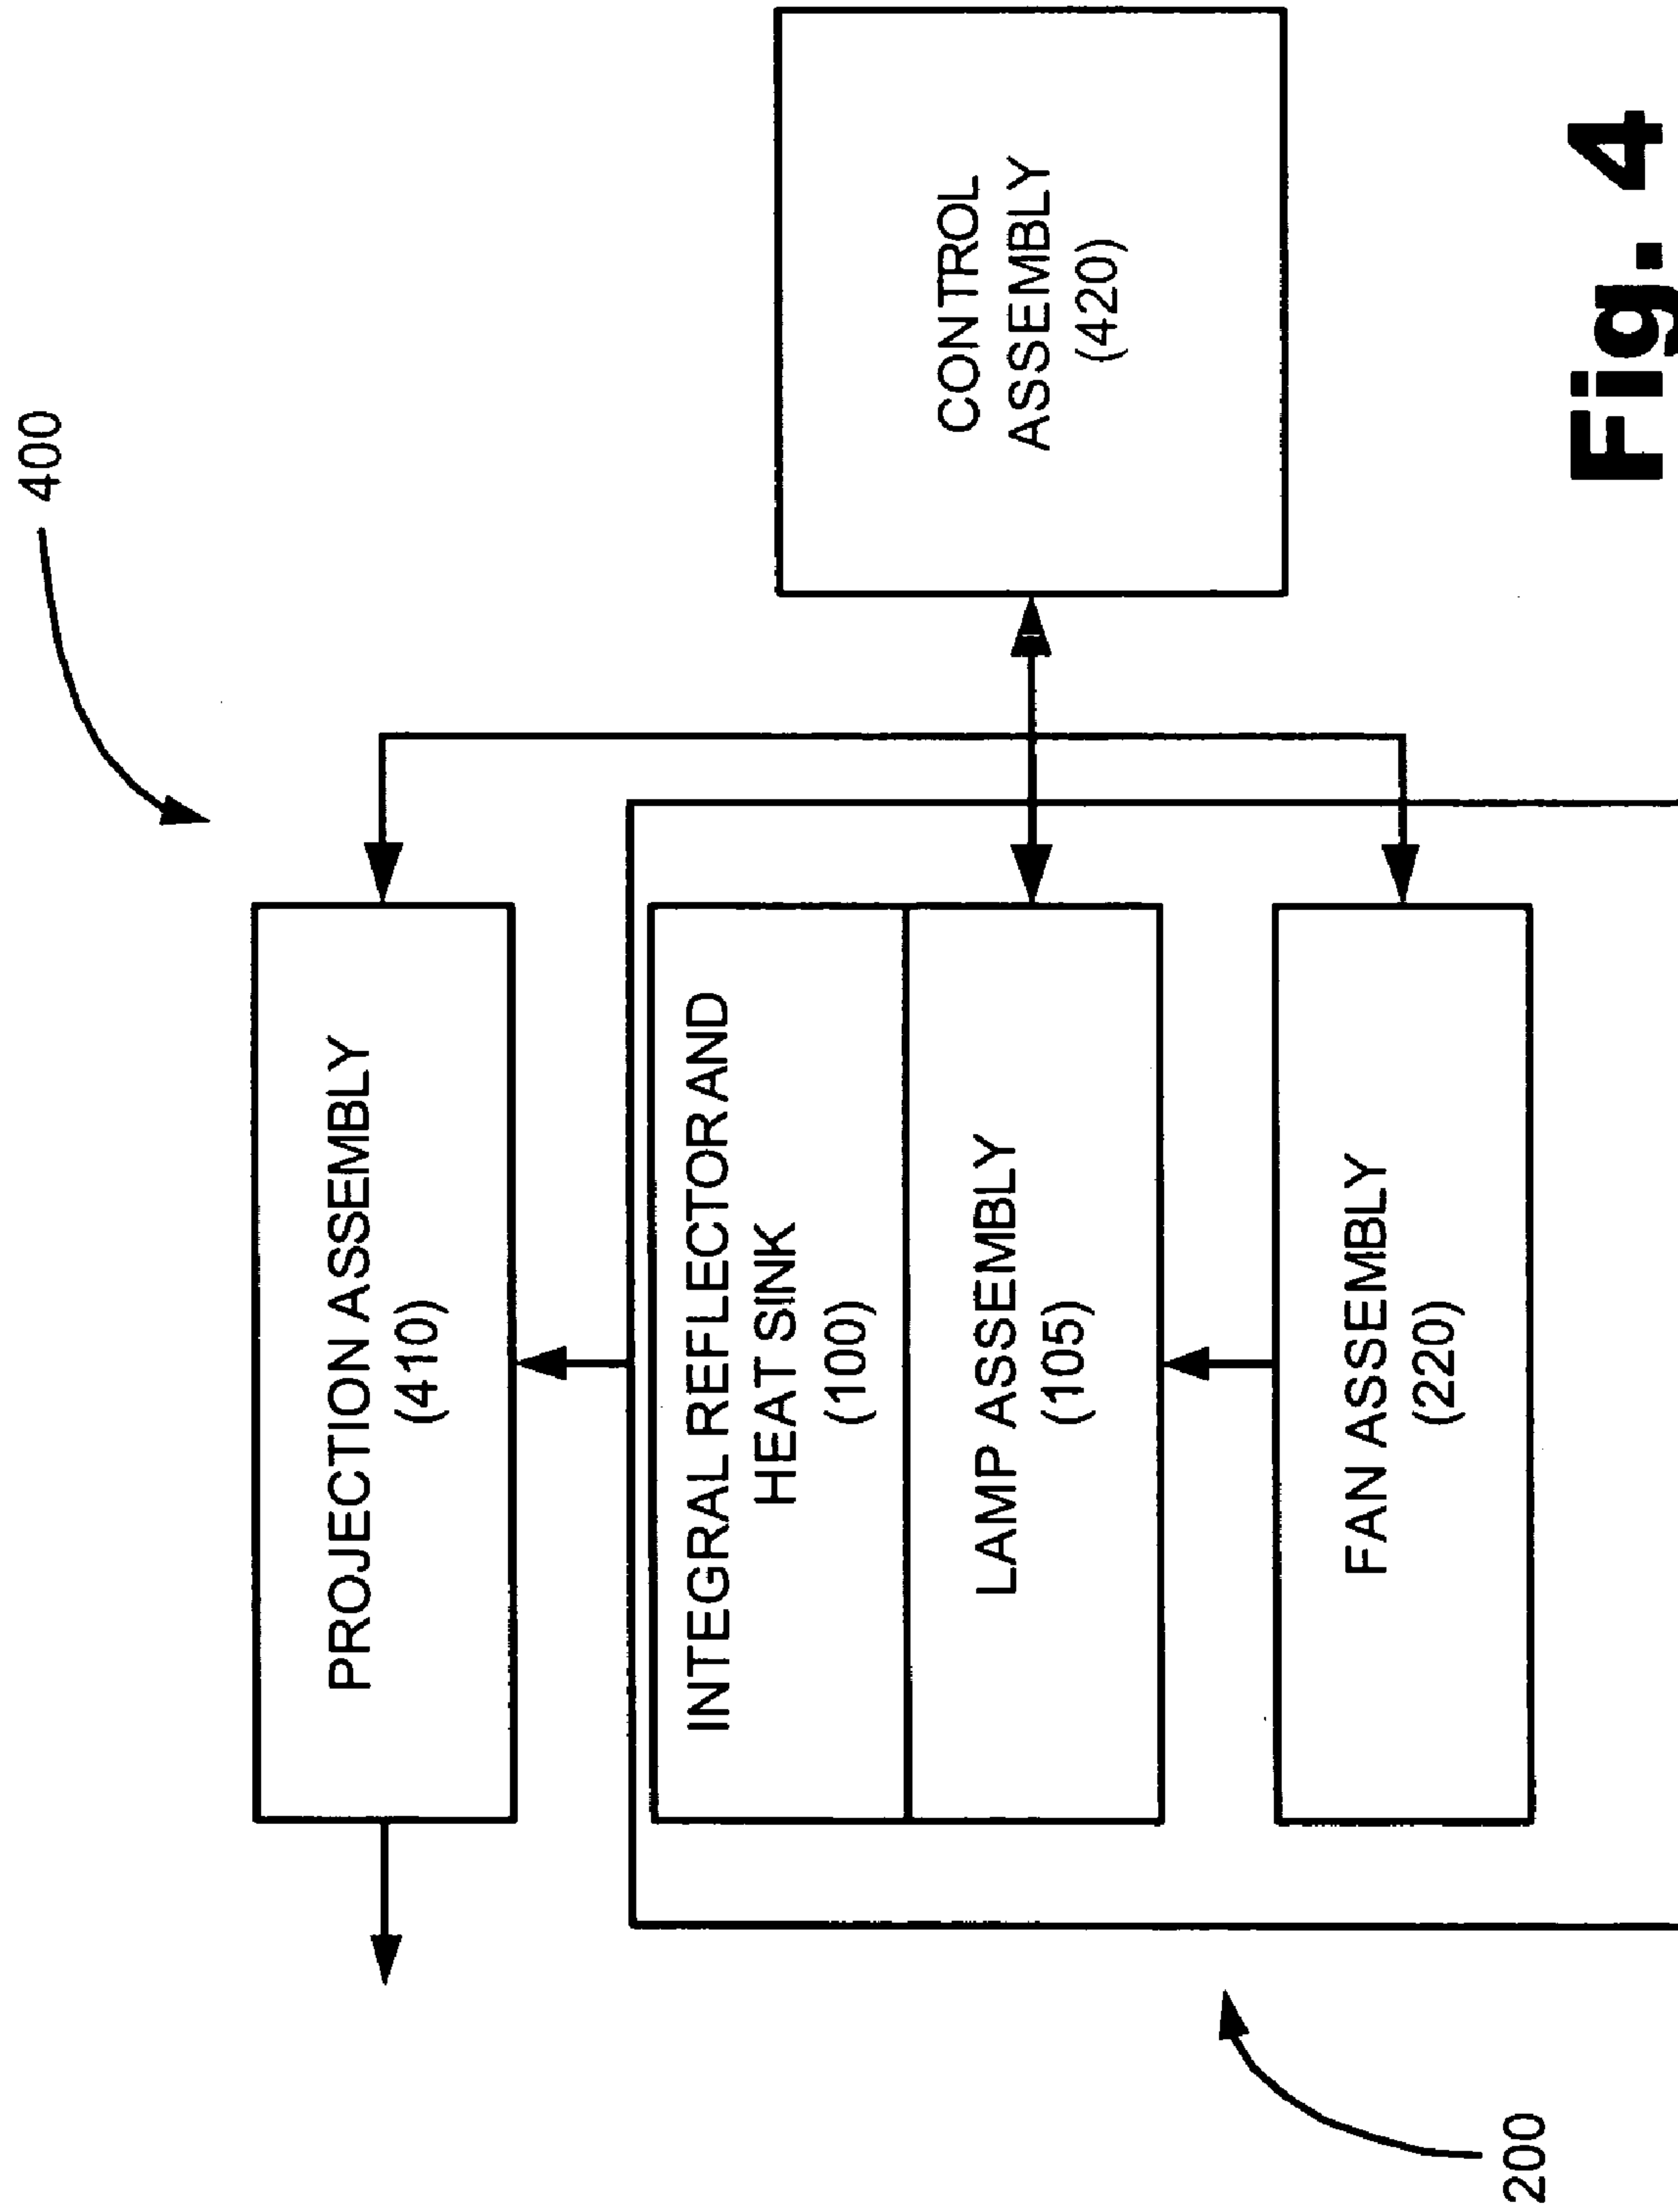 400
PROJECTION ASSEMBLY
(410)
INTEGRAL REFLECTOR AND
HEAT SINK
(100)
LAMP ASSEMBLY
(105)
FAN ASSEMBLY
(220)
CONTROL
ASSEMBLY
(420)
200
Fig. 4